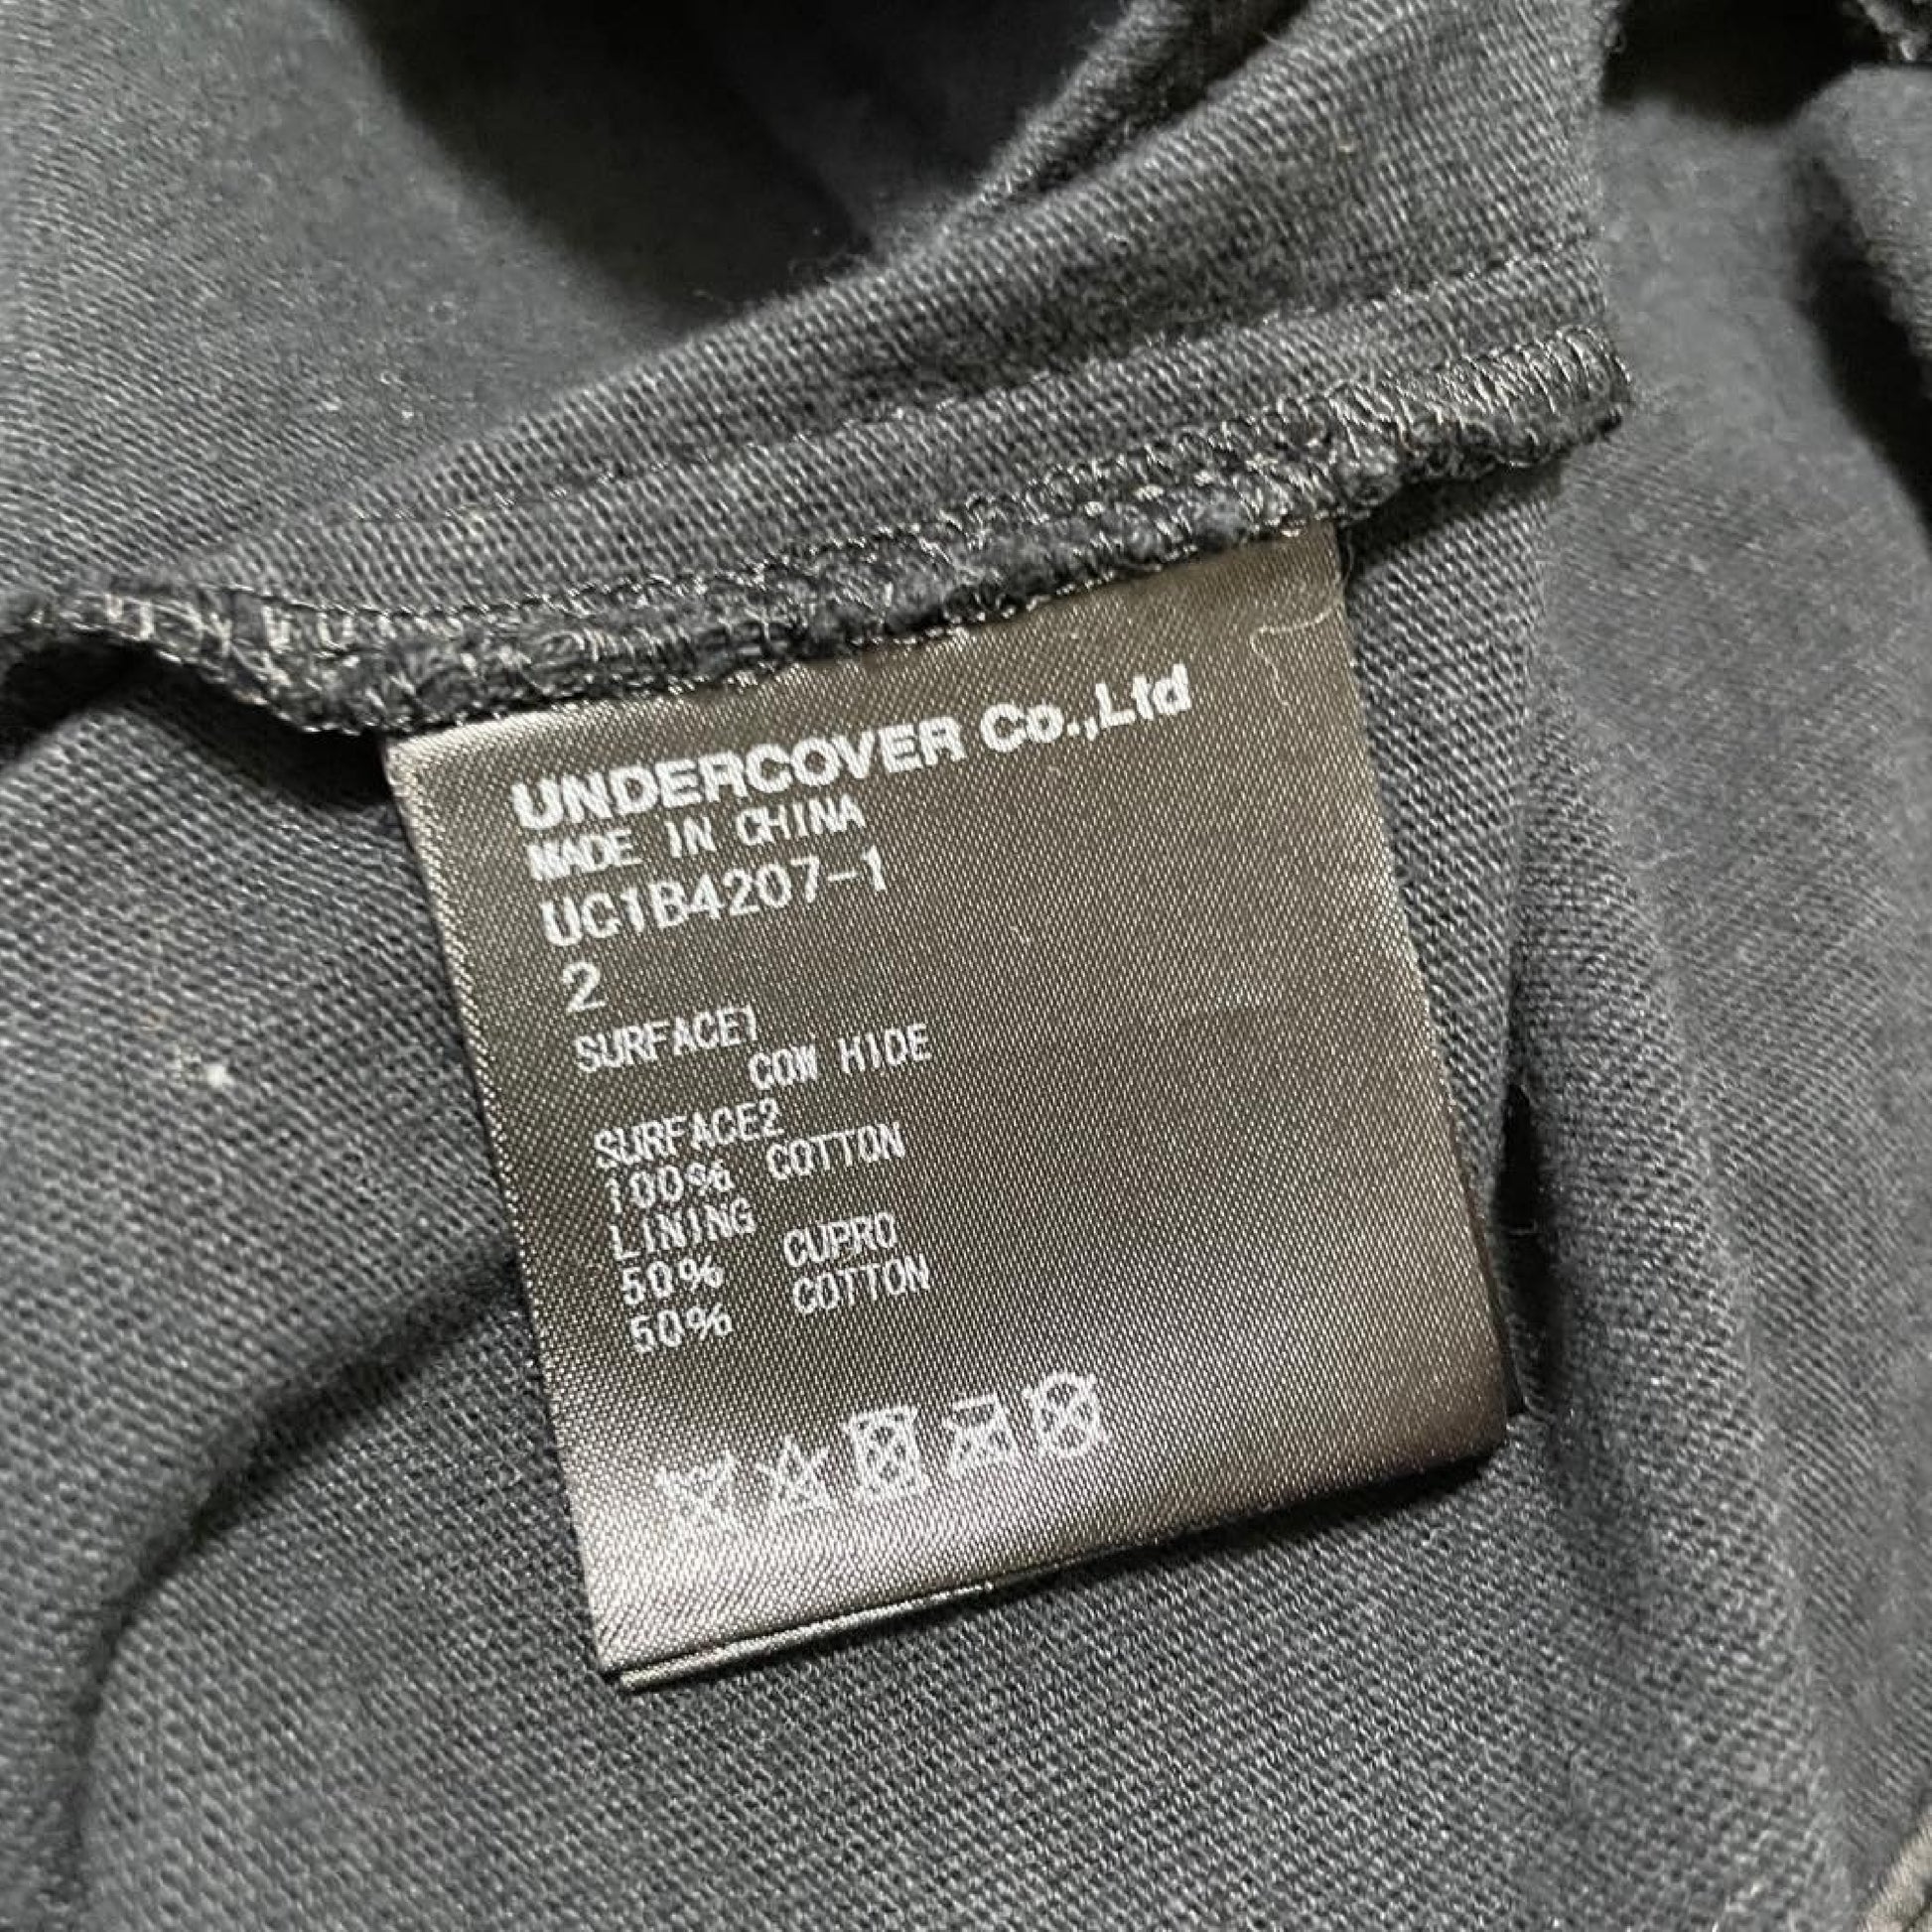 UNDERCOVER Co.,Ltd
MADE IN CHINA
UC1B4207-1
2
SURFACE1
COW HIDE
SURFACE2
100% COTTON
LINING
50% CUPRO
50% COTTON